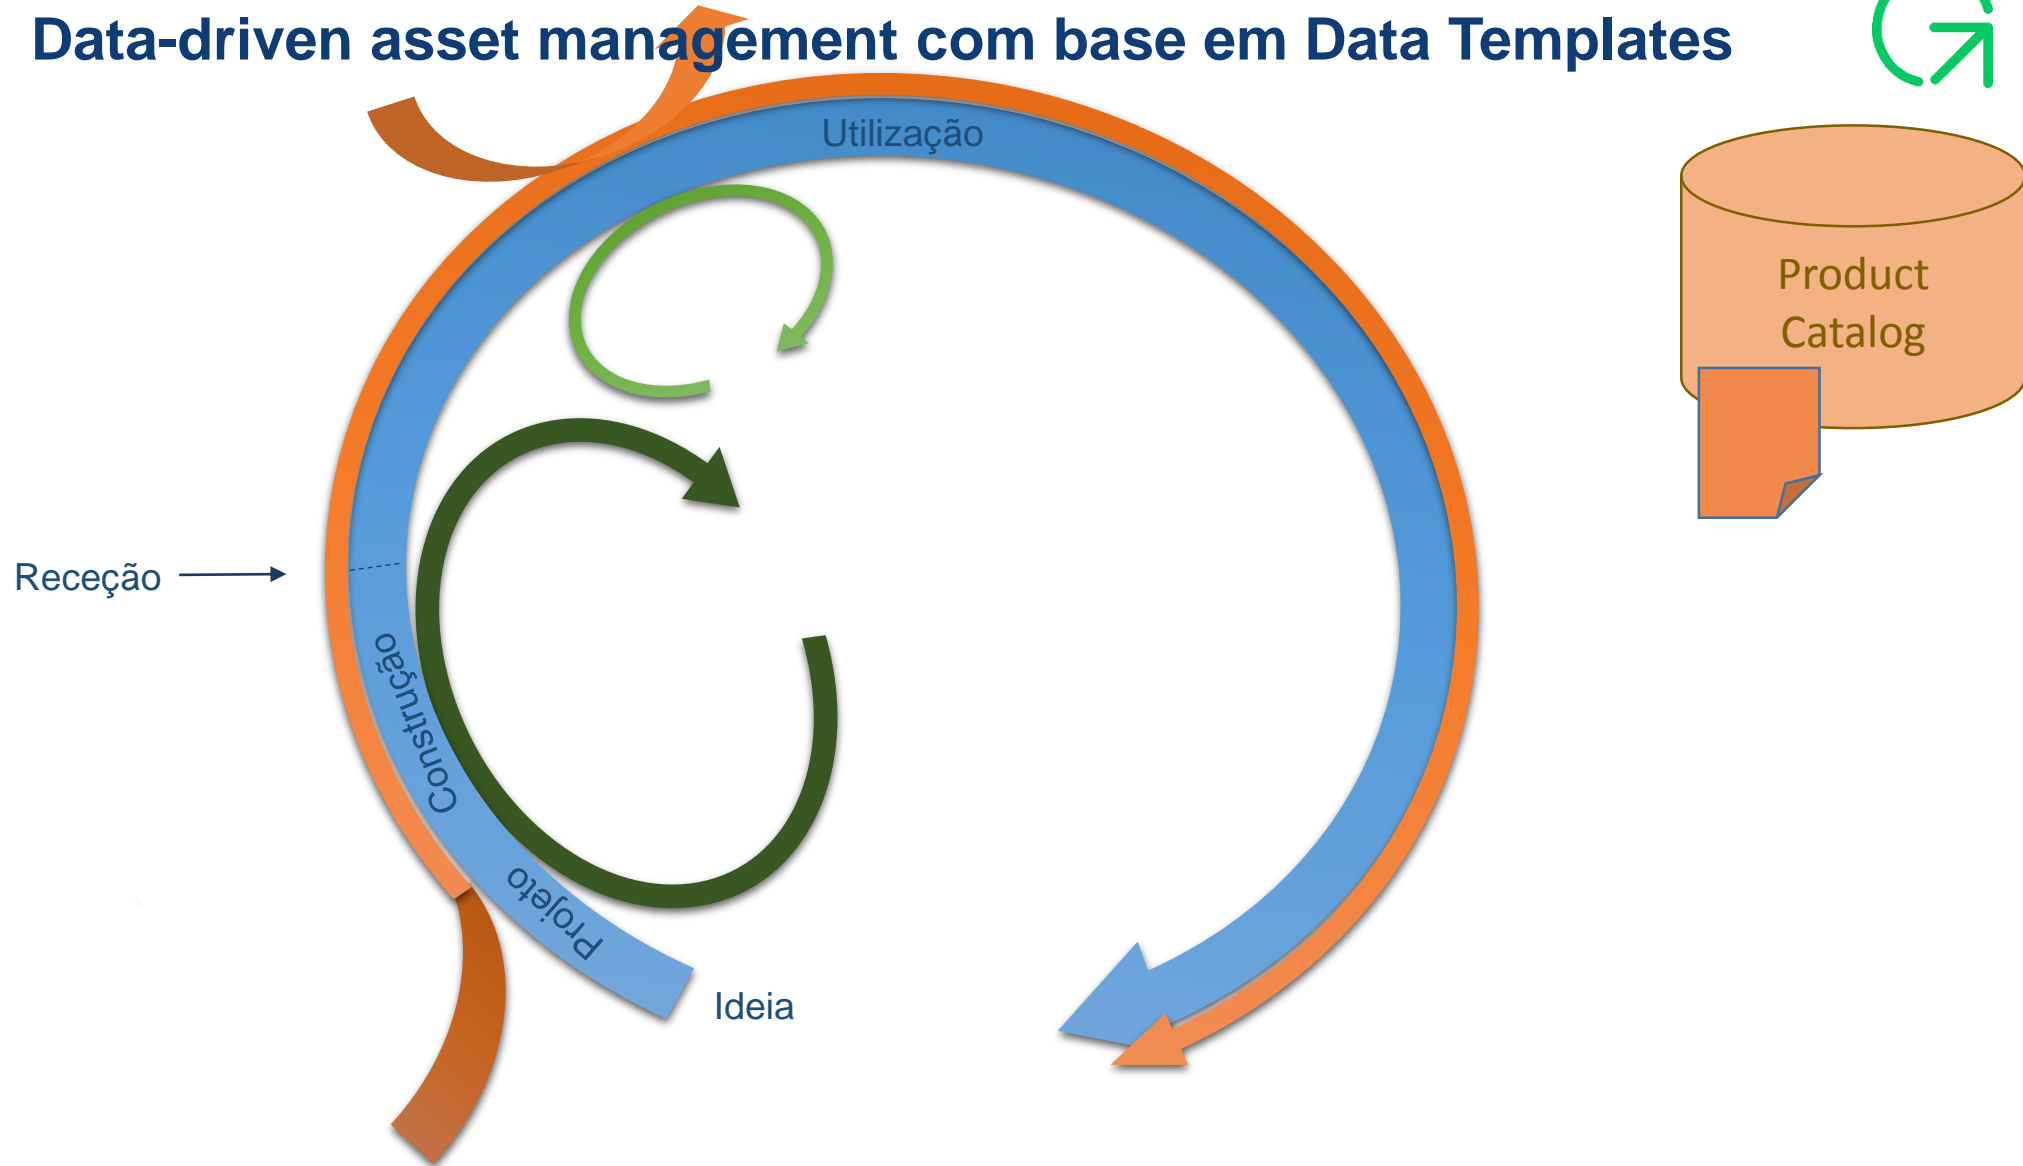 Data-driven asset management com base em Data Templates
Utilização
Product
Catalog
Receção
Construção
Projeto
Ideia